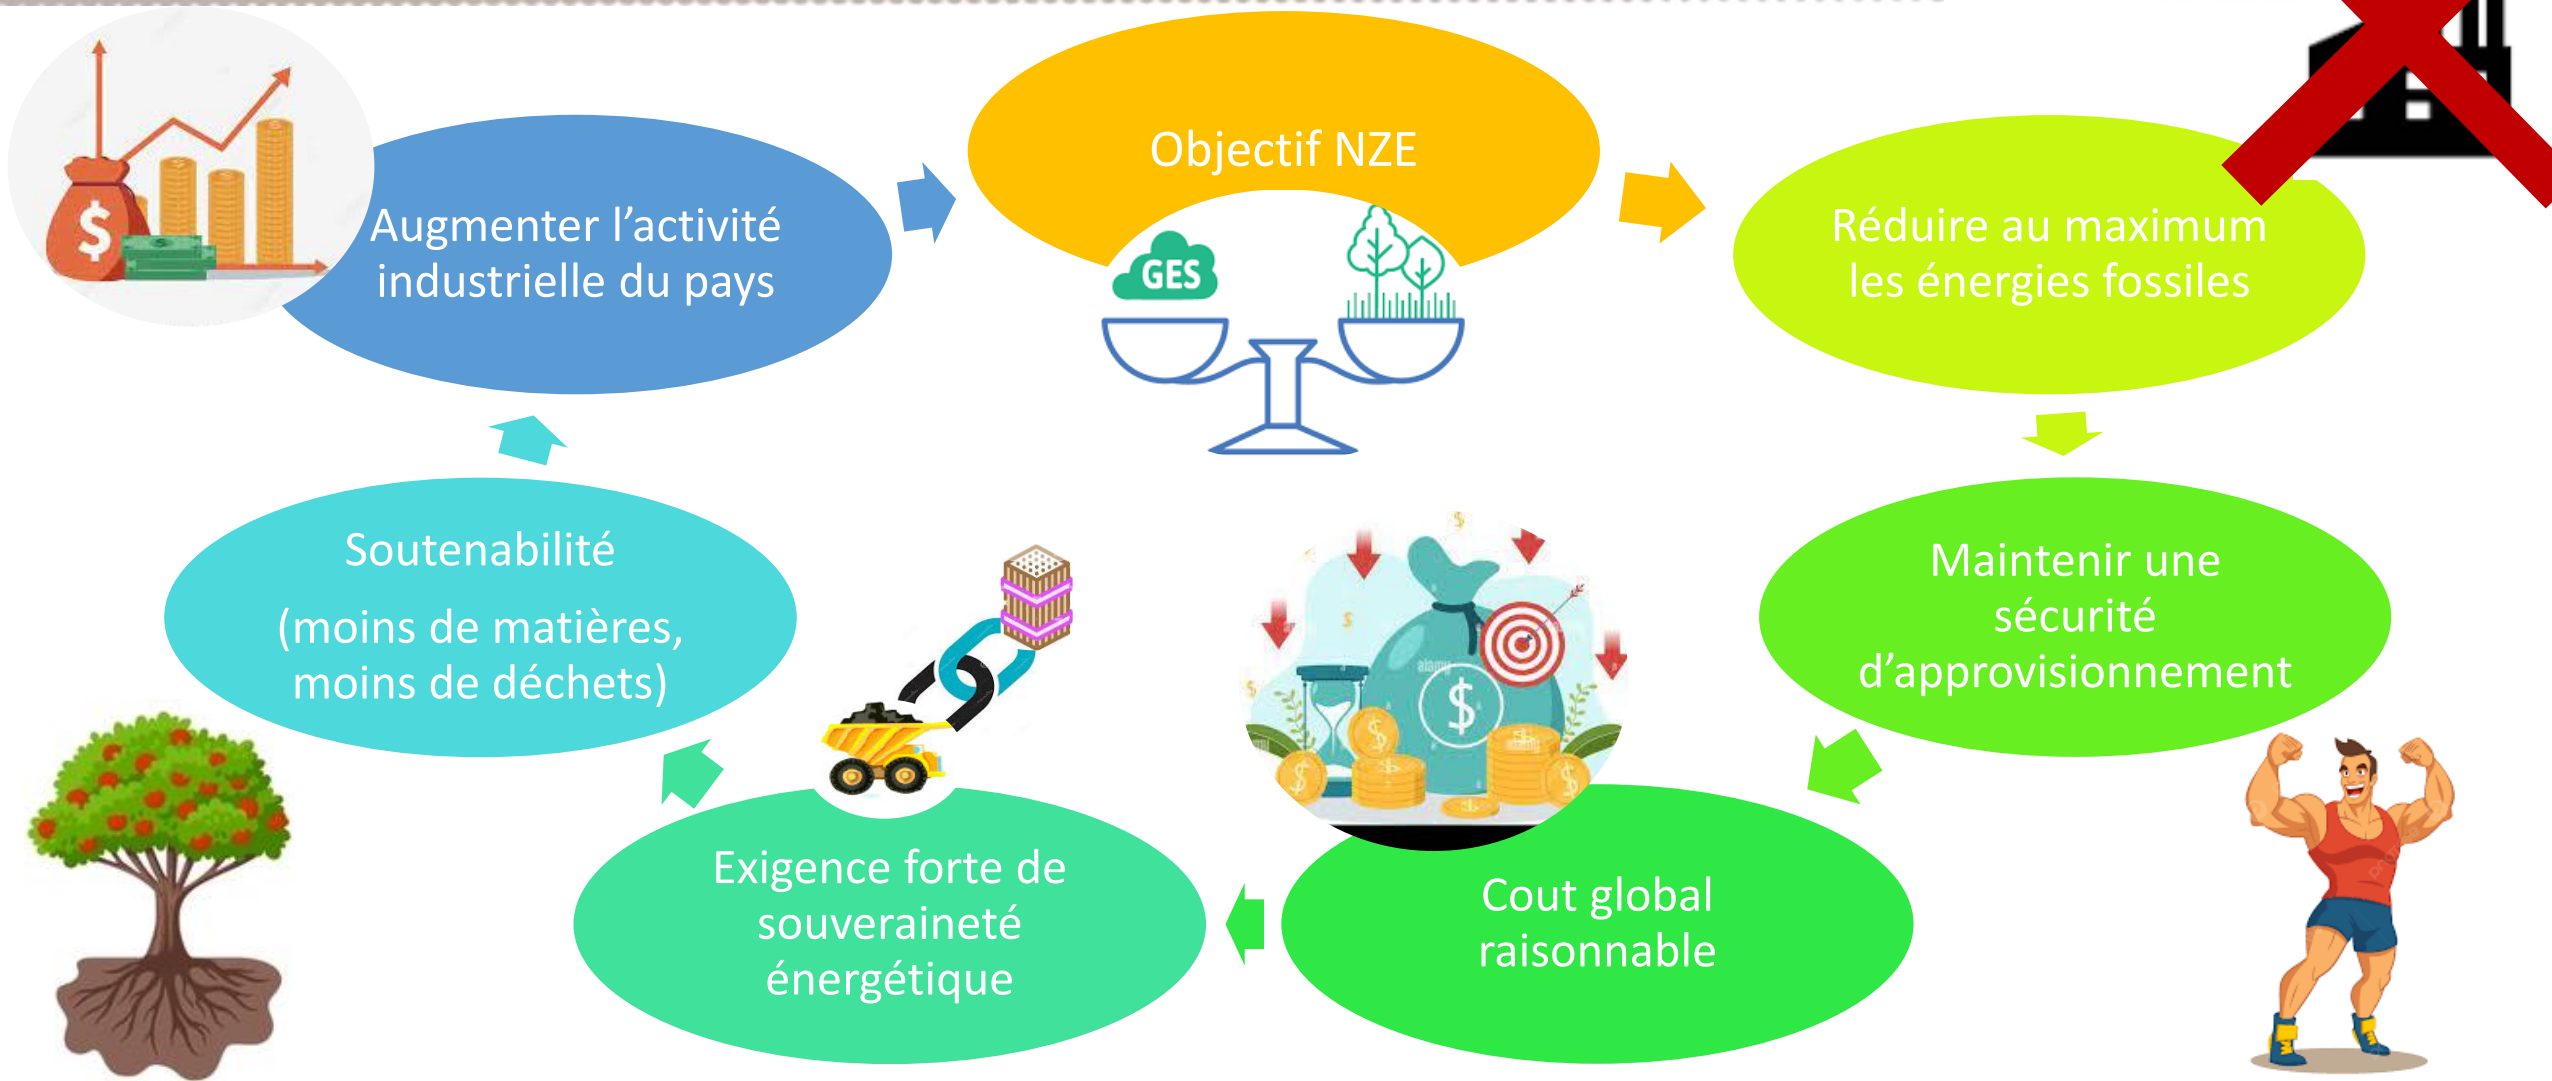 Objectif NZE
GES
Réduire au maximum
les énergies fossiles
Maintenir une
sécurité
d’approvisionnement
Cout global
raisonnable
Exigence forte de
souveraineté
énergétique
Soutenabilité
(moins de matières,
moins de déchets)
Augmenter l’activité
industrielle du pays
$
$
alamy